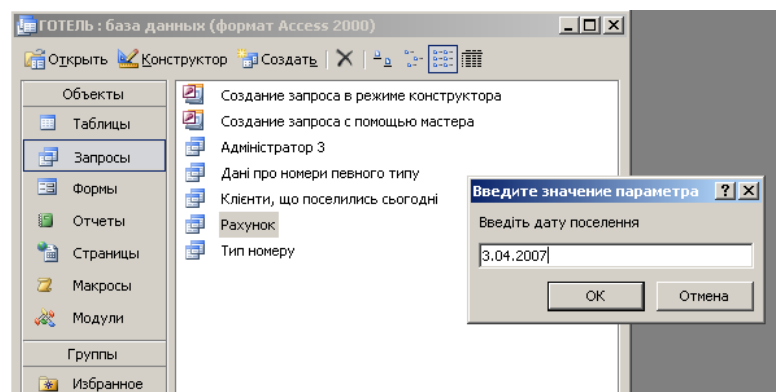 ГОТЕЛЬ : база данных (формат Access 2000)
Открыть Конструктор Создать
Объекты
Таблицы
Запросы
Формы
Отчеты
Страницы
Макросы
Модули
Группы
Избранное
Создание запроса в режиме конструктора
Создание запроса с помощью мастера
Адміністратор 3
Дані про номери певного типу
Клієнти, що поселились сьогодні
Рахунок
Тип номеру
Введите значение параметра
Введіть дату поселення
3.04.2007
ОК Отмена